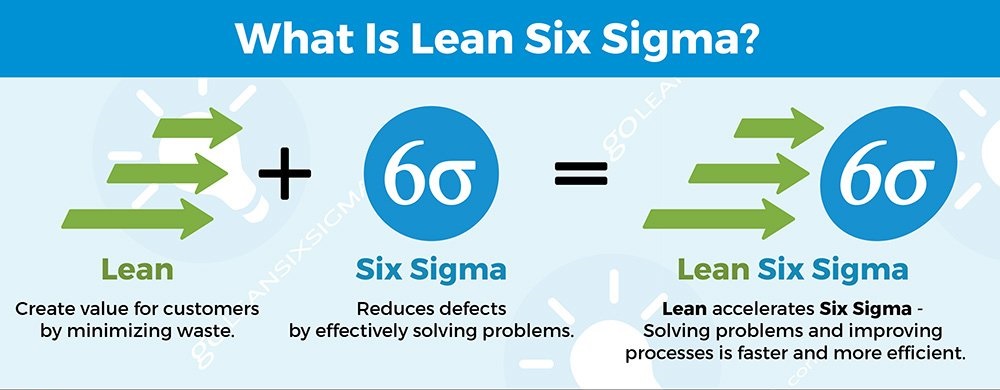 What Is Lean Six Sigma?
+
6σ
=
6σ
Lean
Create value for customers
by minimizing waste.
Six Sigma
Reduces defects
by effectively solving problems.
Lean Six Sigma
Lean accelerates Six Sigma -
Solving problems and improving
processes is faster and more efficient.